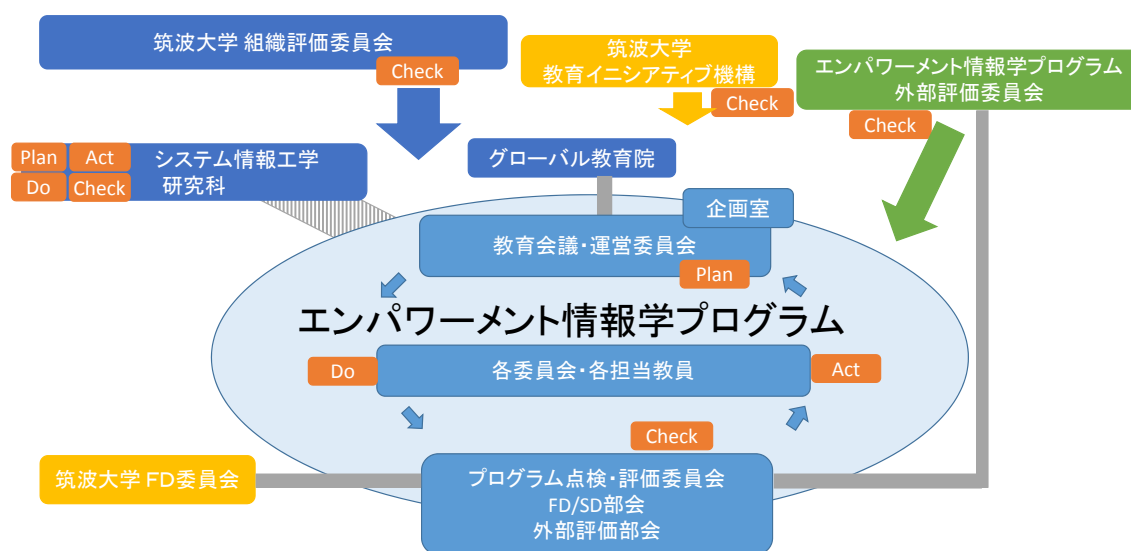 筑波大学 組織評価委員会
Check
筑波大学
教育イニシアティブ機構
Check
エンパワーメント情報学プログラム
外部評価委員会
Check
Plan
Act
Do
Check
システム情報工学
研究科
グローバル教育院
企画室
教育会議・運営委員会
Plan
エンパワーメント情報学プログラム
Do
各委員会・各担当教員
Act
Check
筑波大学 FD委員会
プログラム点検・評価委員会
FD/SD部会
外部評価部会